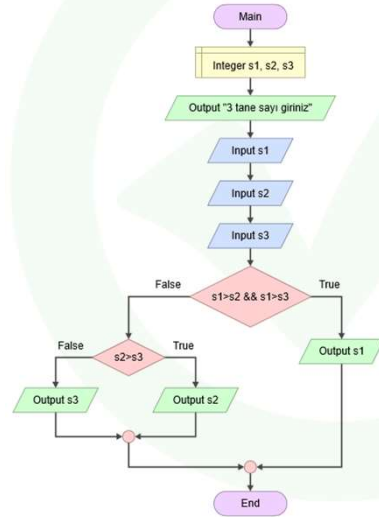 Main
Integer s1, s2, s3
Output "3 tane sayı giriniz"
Input s1
Input s2
Input s3
False
s1>s2 && s1>s3
True
False
s2>s3
True
Output s1
Output s3
Output s2
End